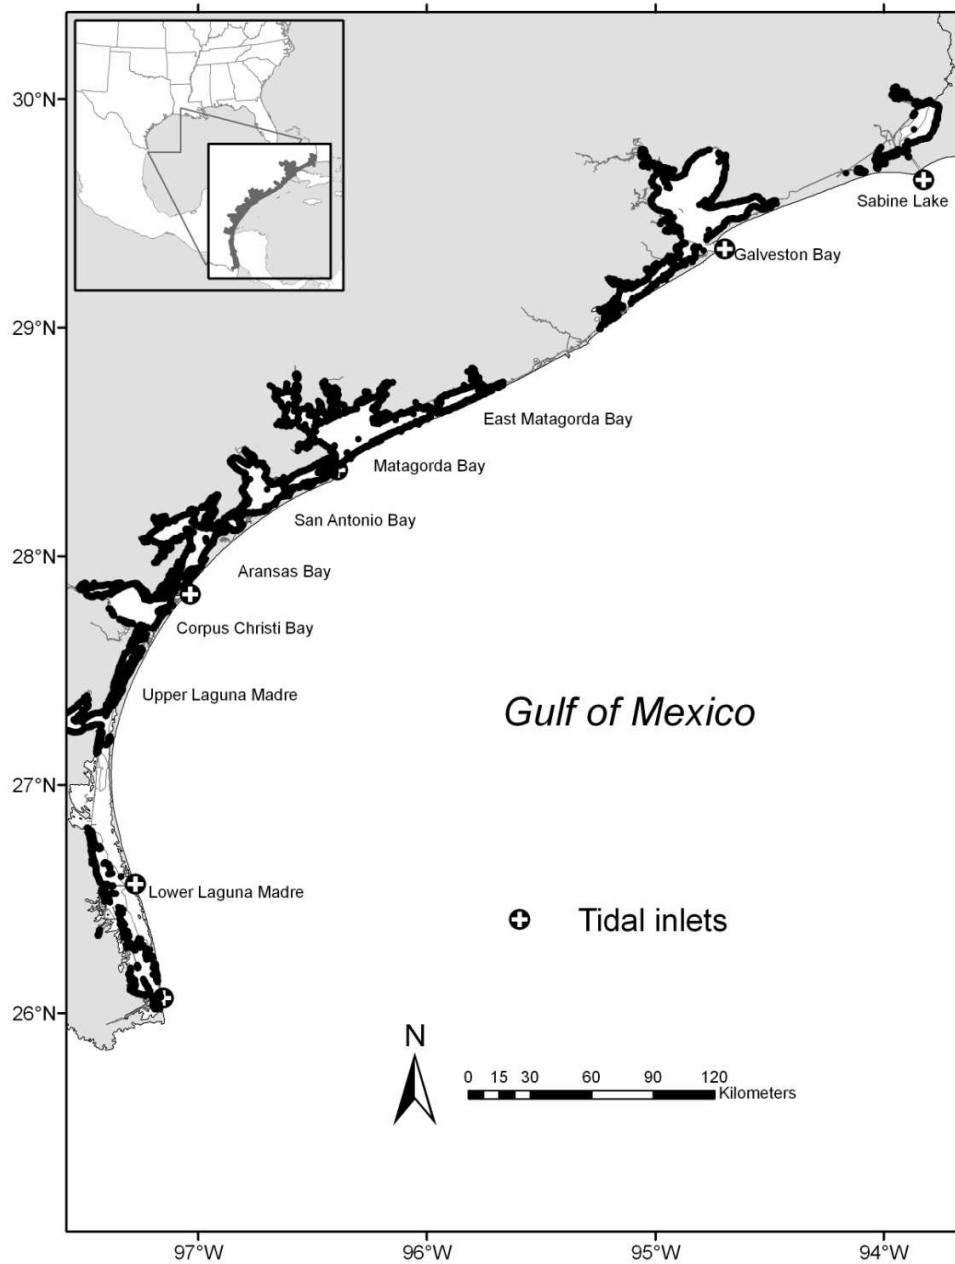 30°N
Sabine Lake
Galveston Bay
29°N
East Matagorda Bay
Matagorda Bay
San Antonio Bay
28°N
Aransas Bay
Corpus Christi Bay
Upper Laguna Madre
Gulf of Mexico
27°N
Lower Laguna Madre
Tidal inlets
26°N
N
0 15 30 60 90 120
Kilometers
97°W 96°W 95°W 94°W